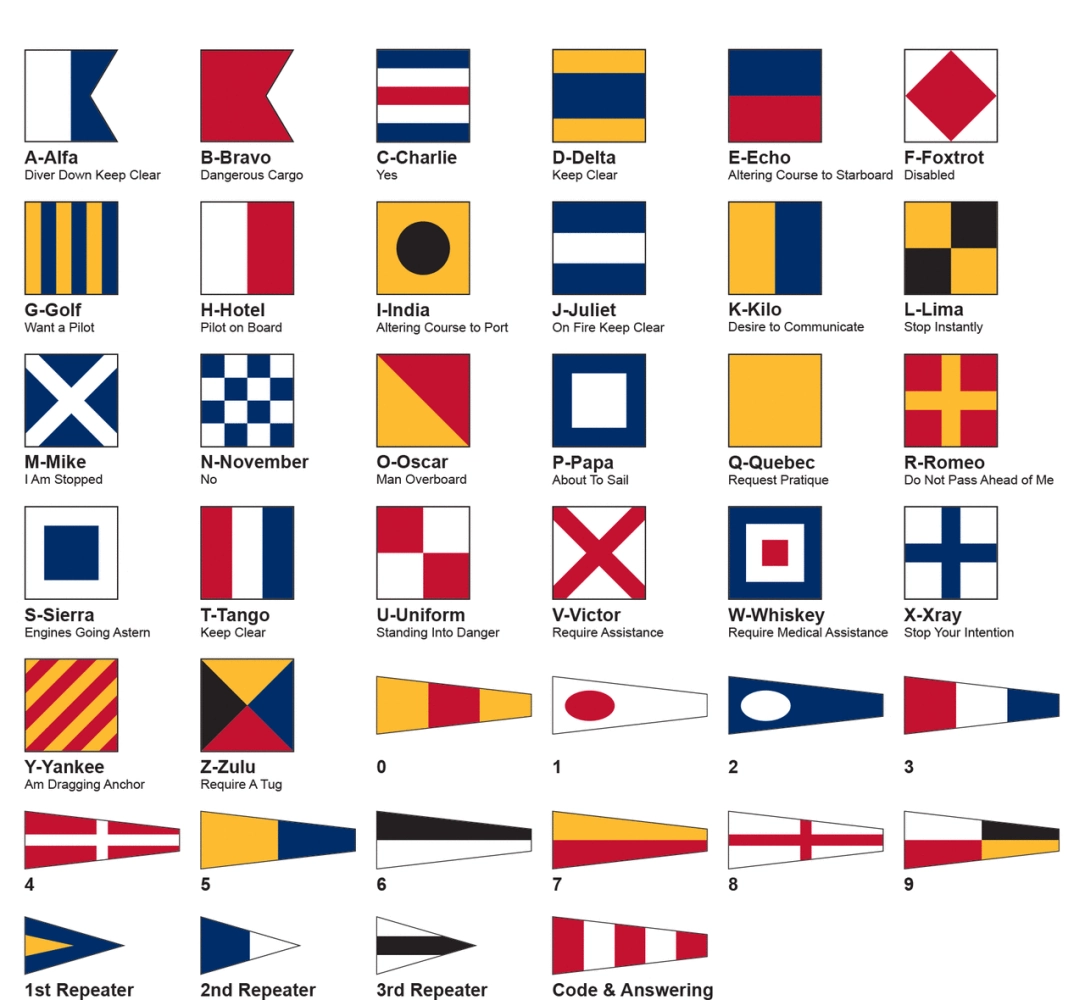 A-Alfa
Diver Down Keep Clear
B-Bravo
Dangerous Cargo
C-Charlie
Yes
D-Delta
Keep Clear
E-Echo
Altering Course to Starboard
F-Foxtrot
Disabled
G-Golf
Want a Pilot
H-Hotel
Pilot on Board
I-India
Altering Course to Port
J-Juliet
On Fire Keep Clear
K-Kilo
Desire to Communicate
L-Lima
Stop Instantly
M-Mike
I Am Stopped
N-November
No
O-Oscar
Man Overboard
P-Papa
About To Sail
Q-Quebec
Request Pratique
R-Romeo
Do Not Pass Ahead of Me
S-Sierra
Engines Going Astern
T-Tango
Keep Clear
U-Uniform
Standing Into Danger
V-Victor
Require Assistance
W-Whiskey
Require Medical Assistance
X-Xray
Stop Your Intention
Y-Yankee
Am Dragging Anchor
Z-Zulu
Require A Tug
0
1
2
3
4
5
6
7
8
9
1st Repeater
2nd Repeater
3rd Repeater
Code & Answering